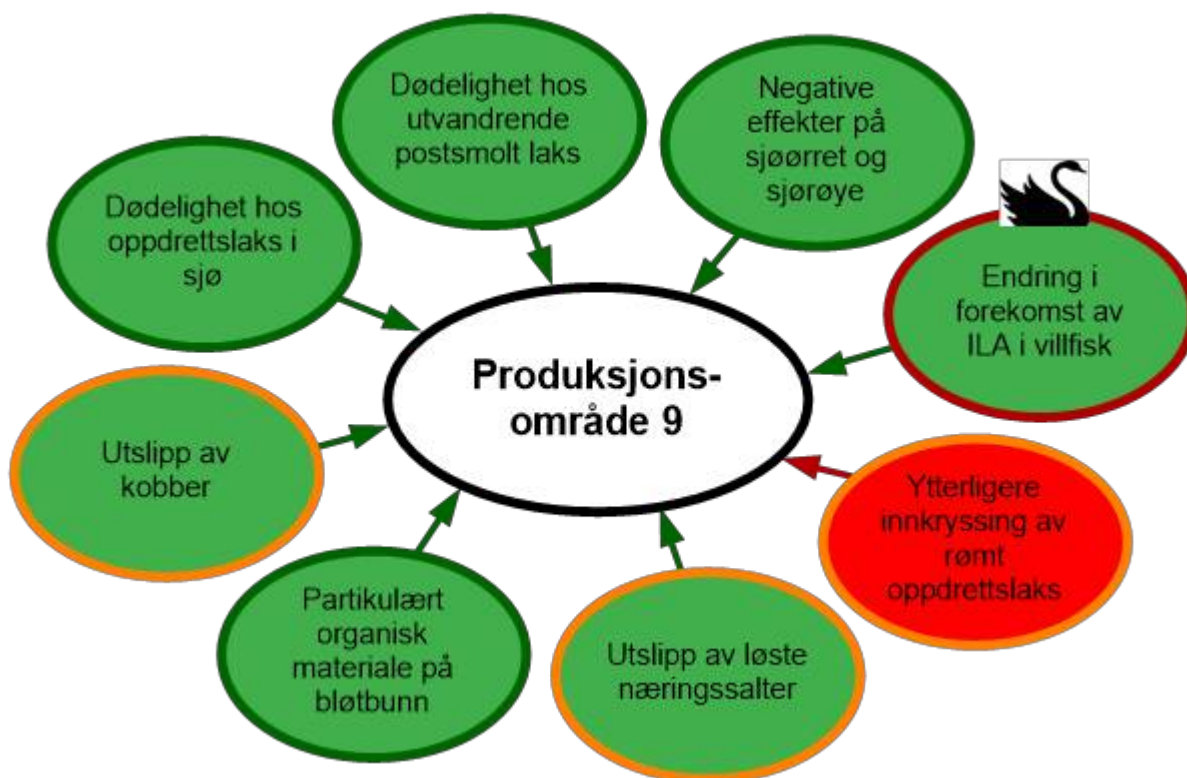 Dødelighet hos
utvandrende
postsmolt laks
Negative
effekter på
sjøørret og
sjørøye
Dødelighet hos
oppdrettslaks i
sjø
Endring i
forekomst av
ILA i villfisk
Produksjons-
område 9
Utslipp av
kobber
Ytterligere
innkryssing av
rømt
oppdrettslaks
Partikulært
organisk
materiale på
bløtbunn
Utslipp av løste
næringssalter